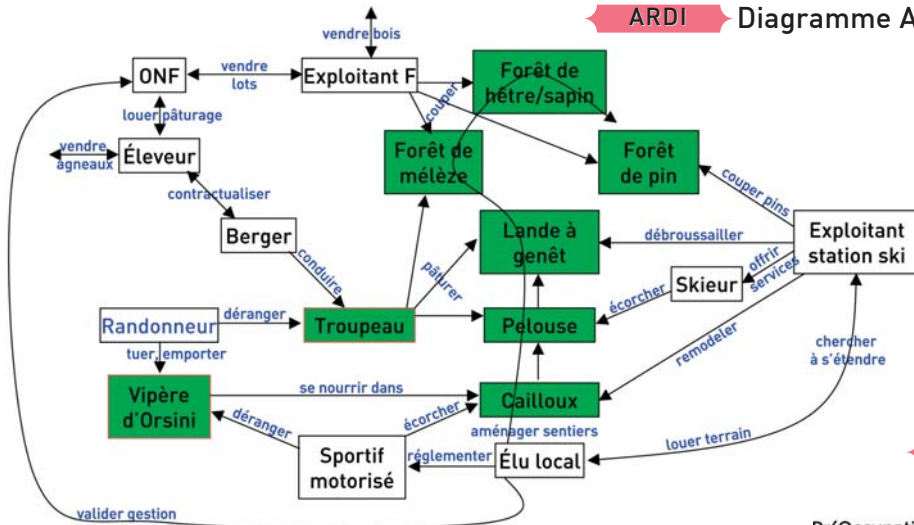 ARDI
Diagramme A
vendre bois
ONF
vendre
lots
Exploitant F
Forêt de
hêtre/sapin
couper
louer pâturage
vendre
agneaux
Éleveur
Forêt de
mélèze
Forêt
de pin
contractualiser
couper pins
Berger
Lande à
genêt
débroussailler
Exploitant
station ski
conduire
pâturer
offrir
services
Skieur
écorcher
Randonneur
déranger
Troupeau
Pelouse
tuer, emporter
remodeler
chercher
à s'étendre
Vipère
d'Orsini
se nourrir dans
Cailloux
déranger
écorcher
aménager sentiers
Sportif
motorisé
réglementer
Élu local
louer terrain
valider gestion